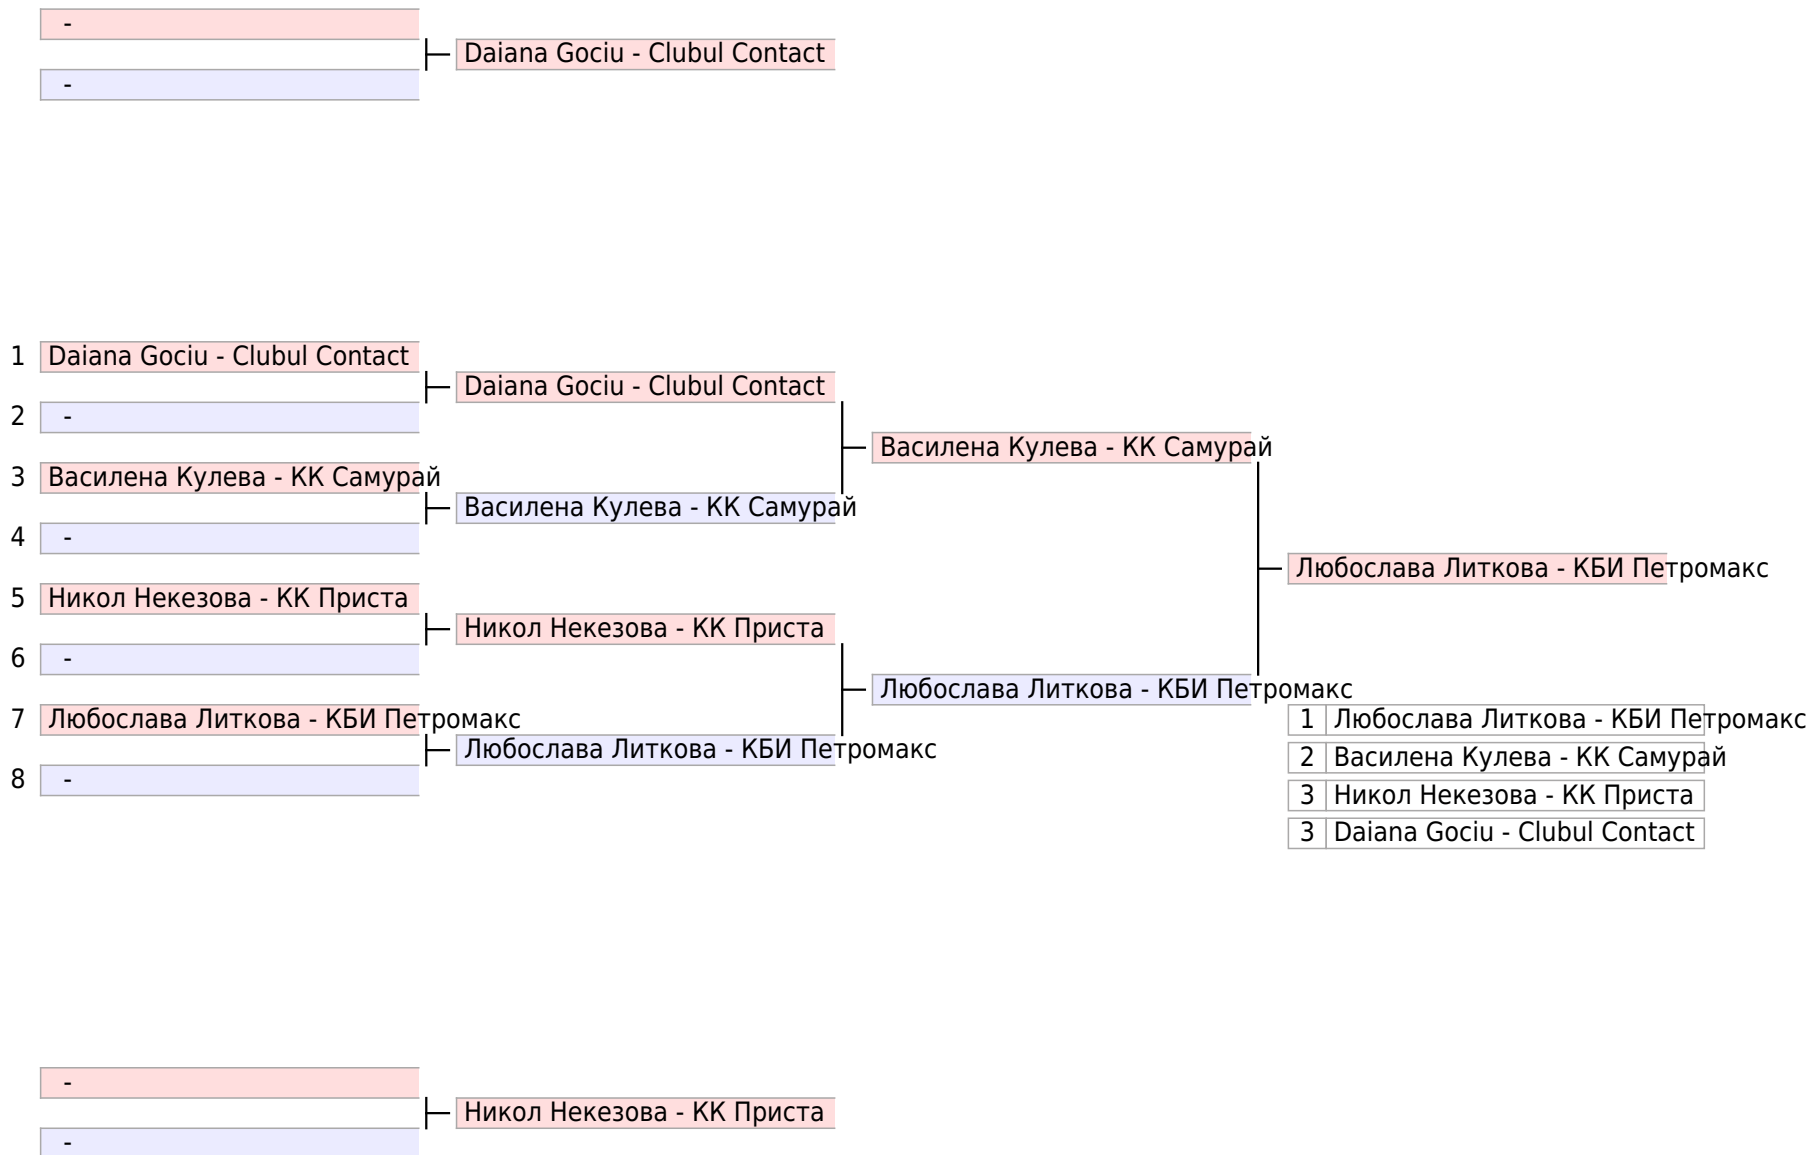 -
Daiana Gociu - Clubul Contact
-
1 Daiana Gociu - Clubul Contact
Daiana Gociu - Clubul Contact
2 -
Василена Кулева - КК Самурай
3 Василена Кулева - КК Самурай
Василена Кулева - КК Самурай
4 -
Любослава Литкова - КБИ Петромакс
5 Никол Некезова - КК Приста
Никол Некезова - КК Приста
6 -
Любослава Литкова - КБИ Петромакс
7 Любослава Литкова - КБИ Петромакс
1 Любослава Литкова - КБИ Петромакс
Любослава Литкова - КБИ Петромакс
2 Василена Кулева - КК Самурай
8 -
3 Никол Некезова - КК Приста
3 Daiana Gociu - Clubul Contact
-
Никол Некезова - КК Приста
-